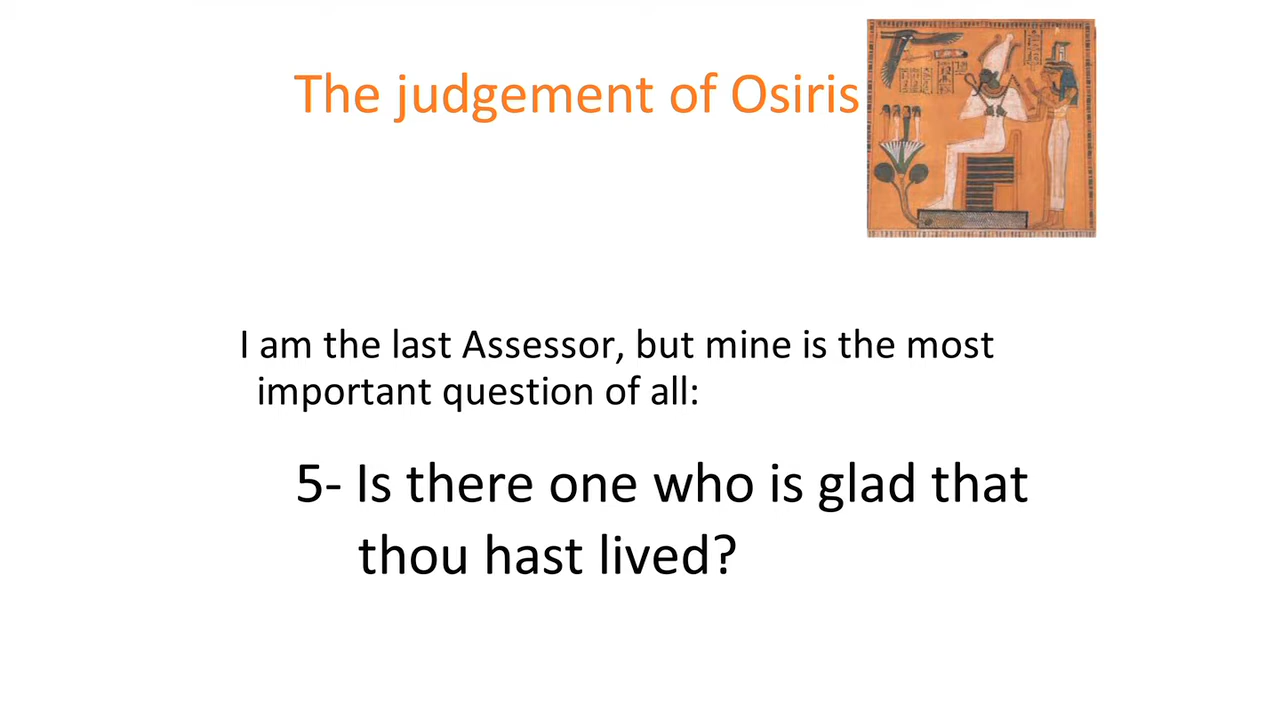 The judgement of Osiris
I am the last Assessor, but mine is the most
important question of all:
5- Is there one who is glad that
thou hast lived?